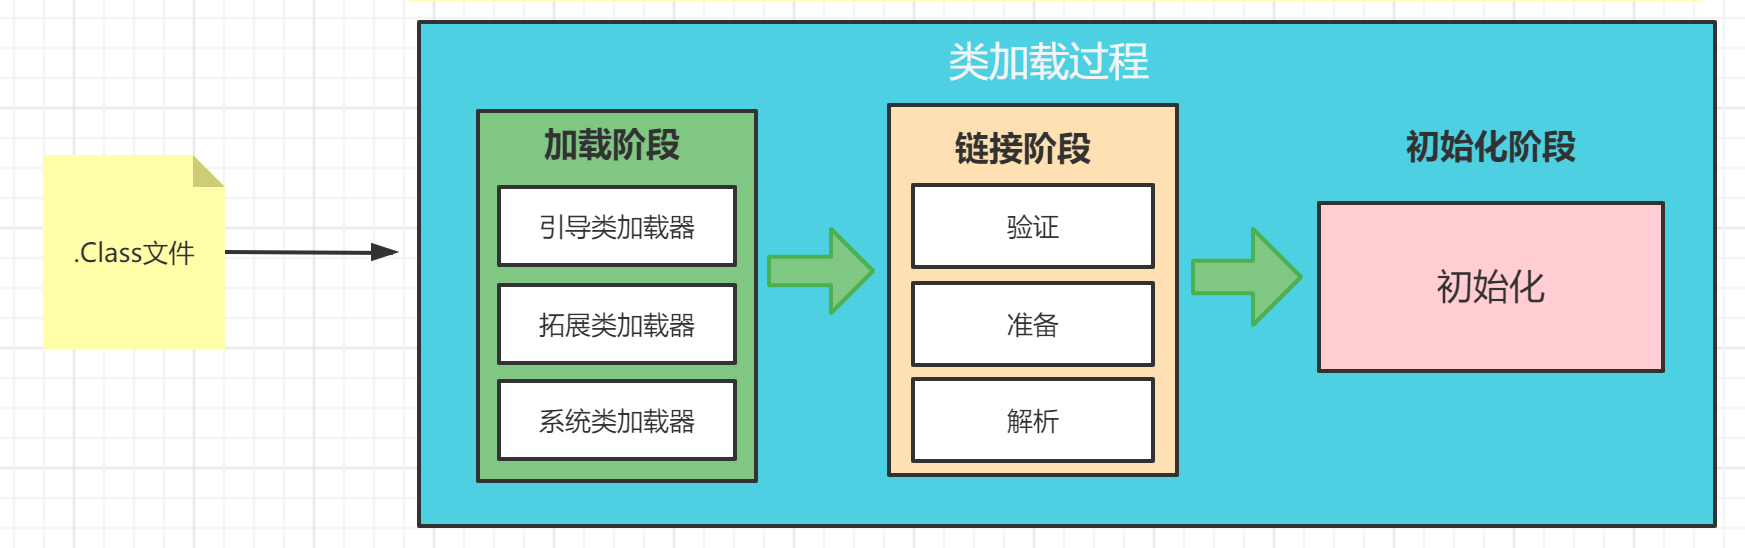 类加载过程
.Class文件
加载阶段
引导类加载器
拓展类加载器
系统类加载器
链接阶段
验证
准备
解析
初始化阶段
初始化